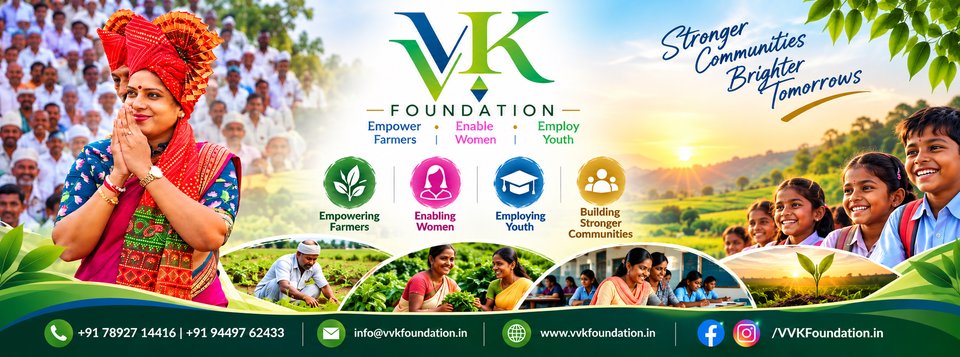 VVK
FOUNDATION
Empower Farmers
Enable Women
Employ Youth
Stronger
Communities
Brighter
Tomorrows
Empowering
Farmers
Enabling
Women
Employing
Youth
Building
Stronger
Communities
+91 78927 14416 | +91 94497 62433
info@vvkfoundation.in
www.vvkfoundation.in
/VVKFoundation.in